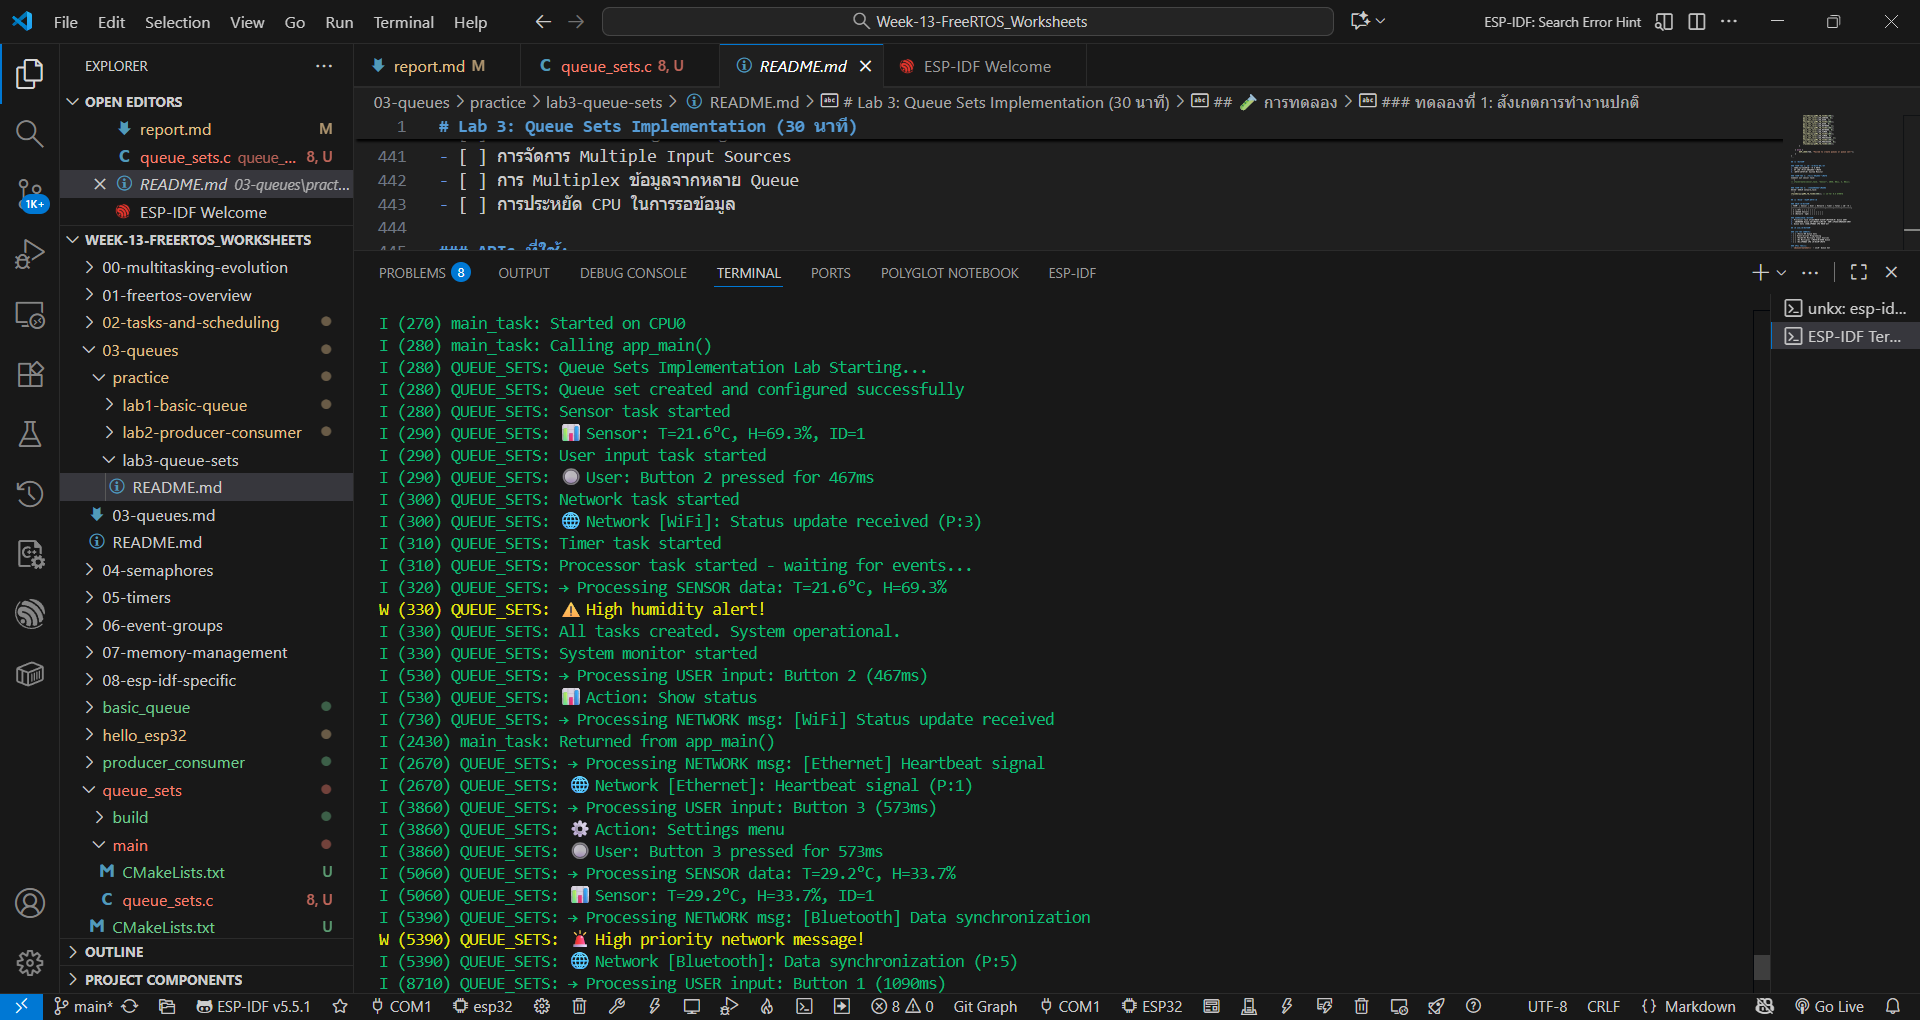 File Edit Selection View Go Run Terminal Help
Week-13-FreeRTOS_Worksheets
ESP-IDF: Search Error Hint
EXPLORER
OPEN EDITORS
report.md M
queue_sets.c queue_... 8, U
README.md 03-queues\pract...
ESP-IDF Welcome
WEEK-13-FREERTOS_WORKSHEETS
00-multitasking-evolution
01-freertos-overview
02-tasks-and-scheduling
03-queues
practice
lab1-basic-queue
lab2-producer-consumer
lab3-queue-sets
README.md
03-queues.md
README.md
04-semaphores
05-timers
06-event-groups
07-memory-management
08-esp-idf-specific
basic_queue
hello_esp32
producer_consumer
queue_sets
build
main
CMakeLists.txt U
queue_sets.c 8, U
CMakeLists.txt U
OUTLINE
PROJECT COMPONENTS
1K+
report.md M
queue_sets.c 8, U
README.md
ESP-IDF Welcome
03-queues > practice > lab3-queue-sets > README.md > # Lab 3: Queue Sets Implementation (30 นาที) > ## 🧪 การทดลอง > ### ทดลองที่ 1: สังเกตการทำงานปกติ
1 # Lab 3: Queue Sets Implementation (30 นาที)
441 - [ ] การจัดการ Multiple Input Sources
442 - [ ] การ Multiplex ข้อมูลจากหลาย Queue
443 - [ ] การประหยัด CPU ในการรอข้อมูล
444
445 ### APIs ที่ใช้:
PROBLEMS 8 OUTPUT DEBUG CONSOLE TERMINAL PORTS POLYGLOT NOTEBOOK ESP-IDF
unkx: esp-id...
ESP-IDF Ter...
I (270) main_task: Started on CPU0
I (280) main_task: Calling app_main()
I (280) QUEUE_SETS: Queue Sets Implementation Lab Starting...
I (280) QUEUE_SETS: Queue set created and configured successfully
I (280) QUEUE_SETS: Sensor task started
I (290) QUEUE_SETS: 📊 Sensor: T=21.6°C, H=69.3%, ID=1
I (290) QUEUE_SETS: User input task started
I (290) QUEUE_SETS: 🔘 User: Button 2 pressed for 467ms
I (300) QUEUE_SETS: Network task started
I (300) QUEUE_SETS: 🌐 Network [WiFi]: Status update received (P:3)
I (310) QUEUE_SETS: Timer task started
I (310) QUEUE_SETS: Processor task started - waiting for events...
I (320) QUEUE_SETS: → Processing SENSOR data: T=21.6°C, H=69.3%
W (330) QUEUE_SETS: ⚠️ High humidity alert!
I (330) QUEUE_SETS: All tasks created. System operational.
I (330) QUEUE_SETS: System monitor started
I (530) QUEUE_SETS: → Processing USER input: Button 2 (467ms)
I (530) QUEUE_SETS: 📊 Action: Show status
I (730) QUEUE_SETS: → Processing NETWORK msg: [WiFi] Status update received
I (2430) main_task: Returned from app_main()
I (2670) QUEUE_SETS: → Processing NETWORK msg: [Ethernet] Heartbeat signal
I (2670) QUEUE_SETS: 🌐 Network [Ethernet]: Heartbeat signal (P:1)
I (3860) QUEUE_SETS: → Processing USER input: Button 3 (573ms)
I (3860) QUEUE_SETS: ⚙️ Action: Settings menu
I (3860) QUEUE_SETS: 🔘 User: Button 3 pressed for 573ms
I (5060) QUEUE_SETS: → Processing SENSOR data: T=29.2°C, H=33.7%
I (5060) QUEUE_SETS: 📊 Sensor: T=29.2°C, H=33.7%, ID=1
I (5390) QUEUE_SETS: → Processing NETWORK msg: [Bluetooth] Data synchronization
W (5390) QUEUE_SETS: 🚨 High priority network message!
I (5390) QUEUE_SETS: 🌐 Network [Bluetooth]: Data synchronization (P:5)
I (8710) QUEUE_SETS: → Processing USER input: Button 1 (1090ms)
main* ESP-IDF v5.5.1 COM1 esp32 8 0 Git Graph COM1 ESP32 UTF-8 CRLF {} Markdown Go Live